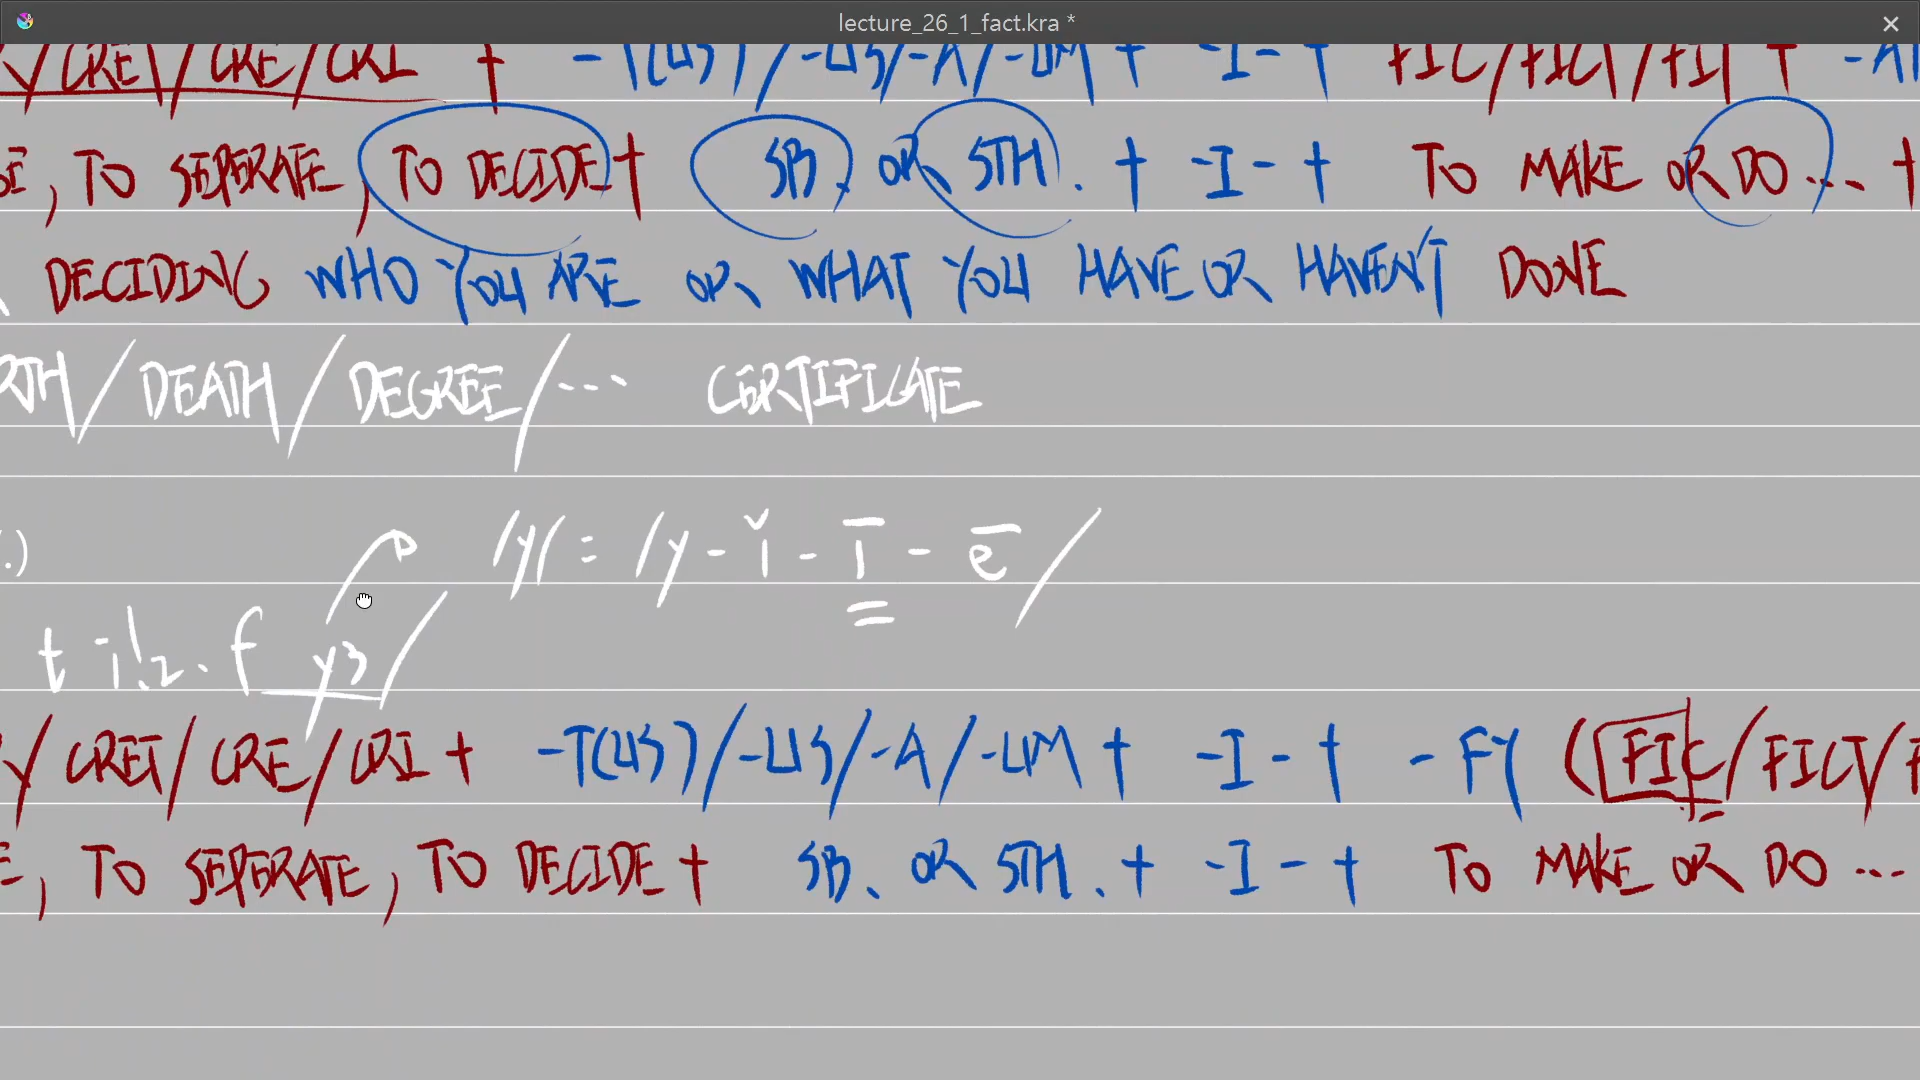 lecture_26_1_fact.kra *
/CRET/CRE/CRI + -T(US)/-US/-A/-UM + -I- + FIC/FICT/FIT +
, TO SEPERATE, TO DECIDE + SB. OR STH. + -I- + TO MAKE OR DO ... +
DECIDING WHO YOU ARE OR WHAT YOU HAVE OR HAVEN'T DONE
RTH/DEATH/DEGREE/... CERTIFICATE
.) /y/ = /y - ĭ - ī - ē/
t i!2. f y3/
Y/CRET/CRE/CRI + -T(US)/-US/-A/-UM + -I- + -FY (FIC/FICT/F
E, TO SEPERATE, TO DECIDE + SB. OR STH. + -I- + TO MAKE OR DO ...